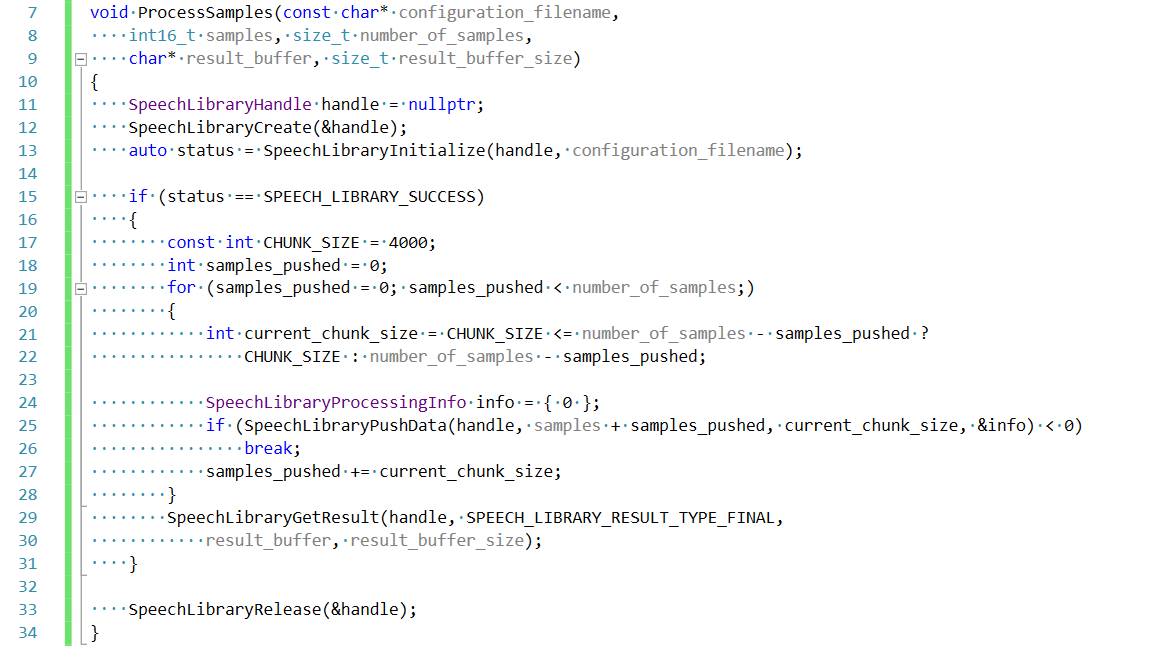 7 void ProcessSamples(const char* configuration_filename,
8 ····int16_t samples, size_t number_of_samples,
9 ····char* result_buffer, size_t result_buffer_size)
10 {
11 ····SpeechLibraryHandle handle = nullptr;
12 ····SpeechLibraryCreate(&handle);
13 ····auto status = SpeechLibraryInitialize(handle, configuration_filename);
14
15 ····if (status == SPEECH_LIBRARY_SUCCESS)
16 ····{
17 ········const int CHUNK_SIZE = 4000;
18 ········int samples_pushed = 0;
19 ········for (samples_pushed = 0; samples_pushed < number_of_samples;)
20 ········{
21 ············int current_chunk_size = CHUNK_SIZE <= number_of_samples - samples_pushed ?
22 ················CHUNK_SIZE : number_of_samples - samples_pushed;
23
24 ············SpeechLibraryProcessingInfo info = { 0 };
25 ············if (SpeechLibraryPushData(handle, samples + samples_pushed, current_chunk_size, &info) < 0)
26 ················break;
27 ············samples_pushed += current_chunk_size;
28 ········}
29 ········SpeechLibraryGetResult(handle, SPEECH_LIBRARY_RESULT_TYPE_FINAL,
30 ············result_buffer, result_buffer_size);
31 ····}
32
33 ····SpeechLibraryRelease(&handle);
34 }